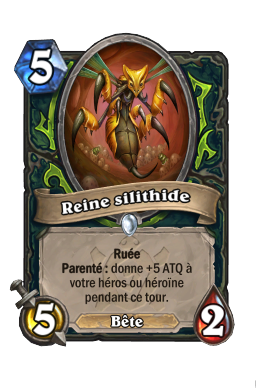 5
Reine silithide
Ruée
Parenté : donne +5 ATQ à
votre héros ou héroïne
pendant ce tour.
5
Bête
2